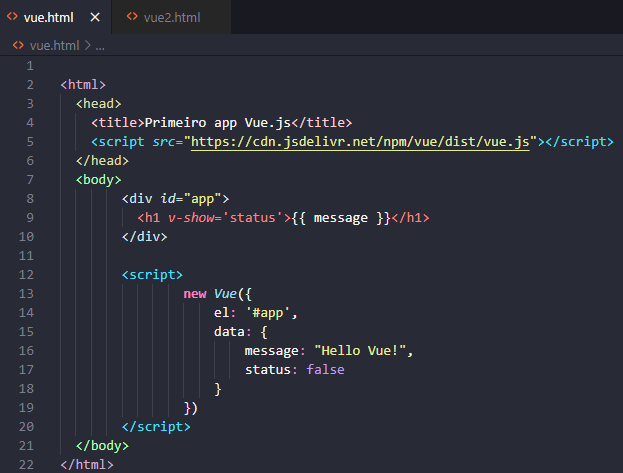 vue.html
vue2.html
vue.html > ...
1
2 <html>
3 <head>
4 <title>Primeiro app Vue.js</title>
5 <script src="https://cdn.jsdelivr.net/npm/vue/dist/vue.js"></script>
6 </head>
7 <body>
8 <div id="app">
9 <h1 v-show='status'>{{ message }}</h1>
10 </div>
11
12 <script>
13 new Vue({
14 el: '#app',
15 data: {
16 message: "Hello Vue!",
17 status: false
18 }
19 })
20 </script>
21 </body>
22 </html>